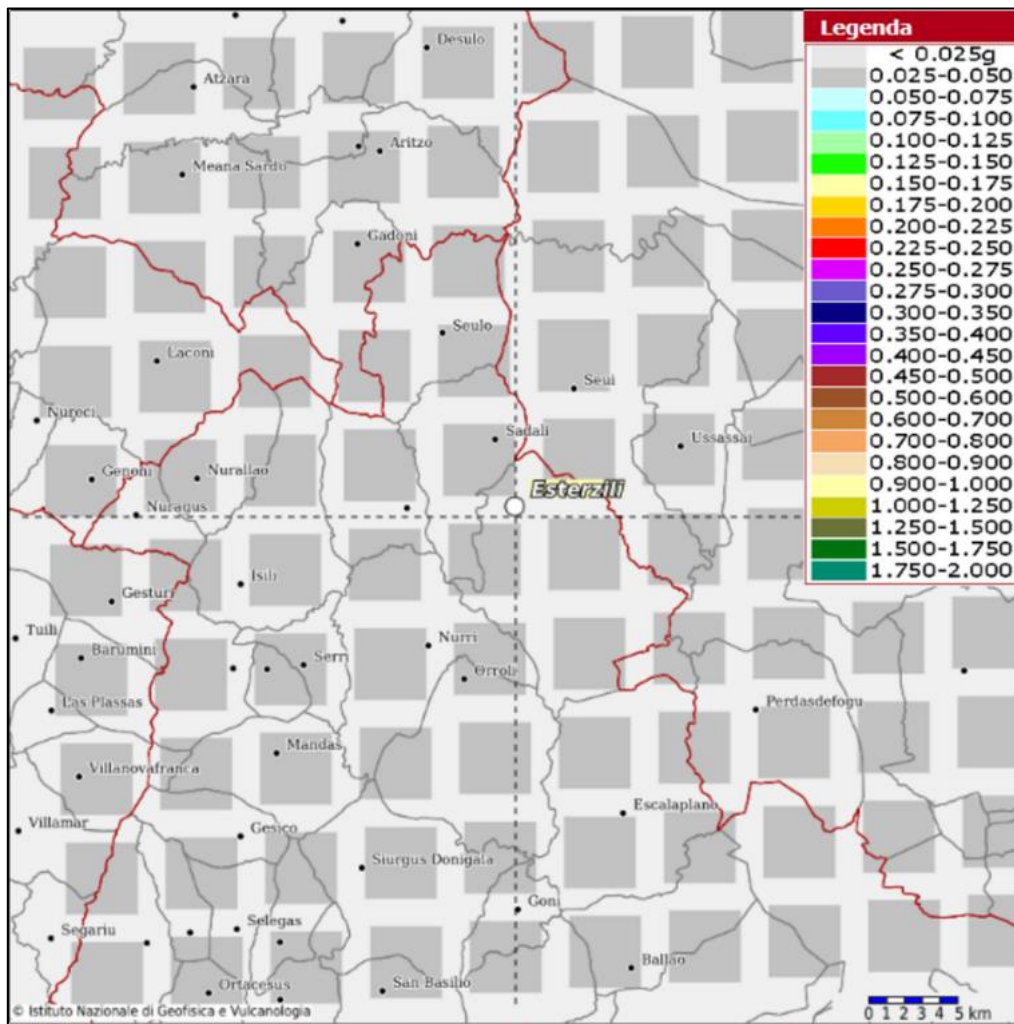 Legenda
< 0.025g
0.025-0.050
0.050-0.075
0.075-0.100
0.100-0.125
0.125-0.150
0.150-0.175
0.175-0.200
0.200-0.225
0.225-0.250
0.250-0.275
0.275-0.300
0.300-0.350
0.350-0.400
0.400-0.450
0.450-0.500
0.500-0.600
0.600-0.700
0.700-0.800
0.800-0.900
0.900-1.000
1.000-1.250
1.250-1.500
1.500-1.750
1.750-2.000
Desulo
Atzara
Aritzo
Meana Sardo
Gadoni
Seulo
Laconi
Seui
Nureci
Sadali
Ussassai
Genoni
Nurallao
Esterzili
Nuragus
Isili
Gesturi
Tuili
Nurri
Barumini
Serri
Orroli
Las Plassas
Perdasdefogu
Mandas
Villanovafranca
Escalaplano
Villamar
Gesico
Siurgus Donigala
Goni
Segariu
Selegas
Ballao
Ortacesus
San Basilio
© Istituto Nazionale di Geofisica e Vulcanologia
0 1 2 3 4 5 km